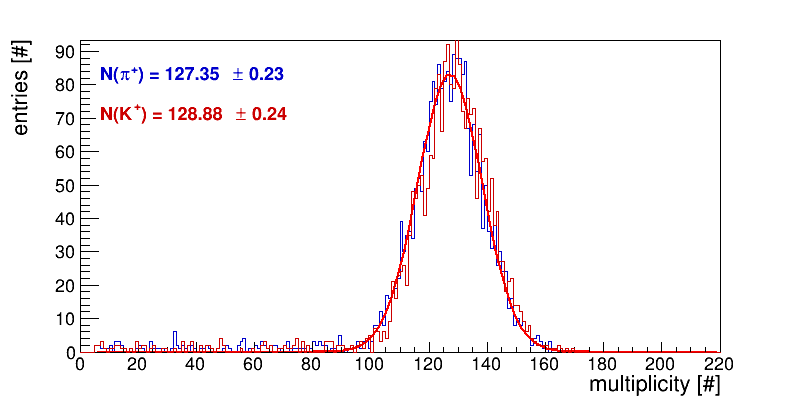 entries [#]
N(π⁺) = 127.35 ± 0.23
N(K⁺) = 128.88 ± 0.24
90
80
70
60
50
40
30
20
10
0
0 20 40 60 80 100 120 140 160 180 200 220
multiplicity [#]